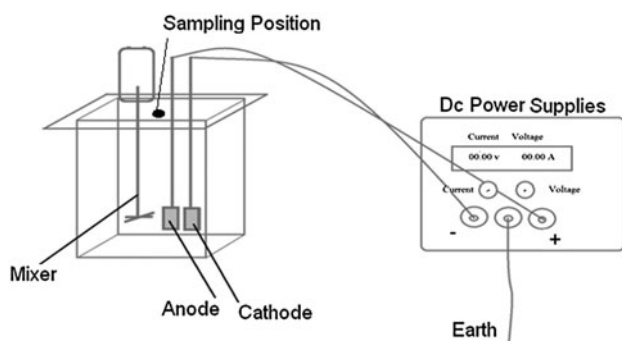 Sampling Position
Dc Power Supplies
Current Voltage
00.00 v 00.00 A
Current - - Voltage
- +
Mixer
Anode
Cathode
Earth